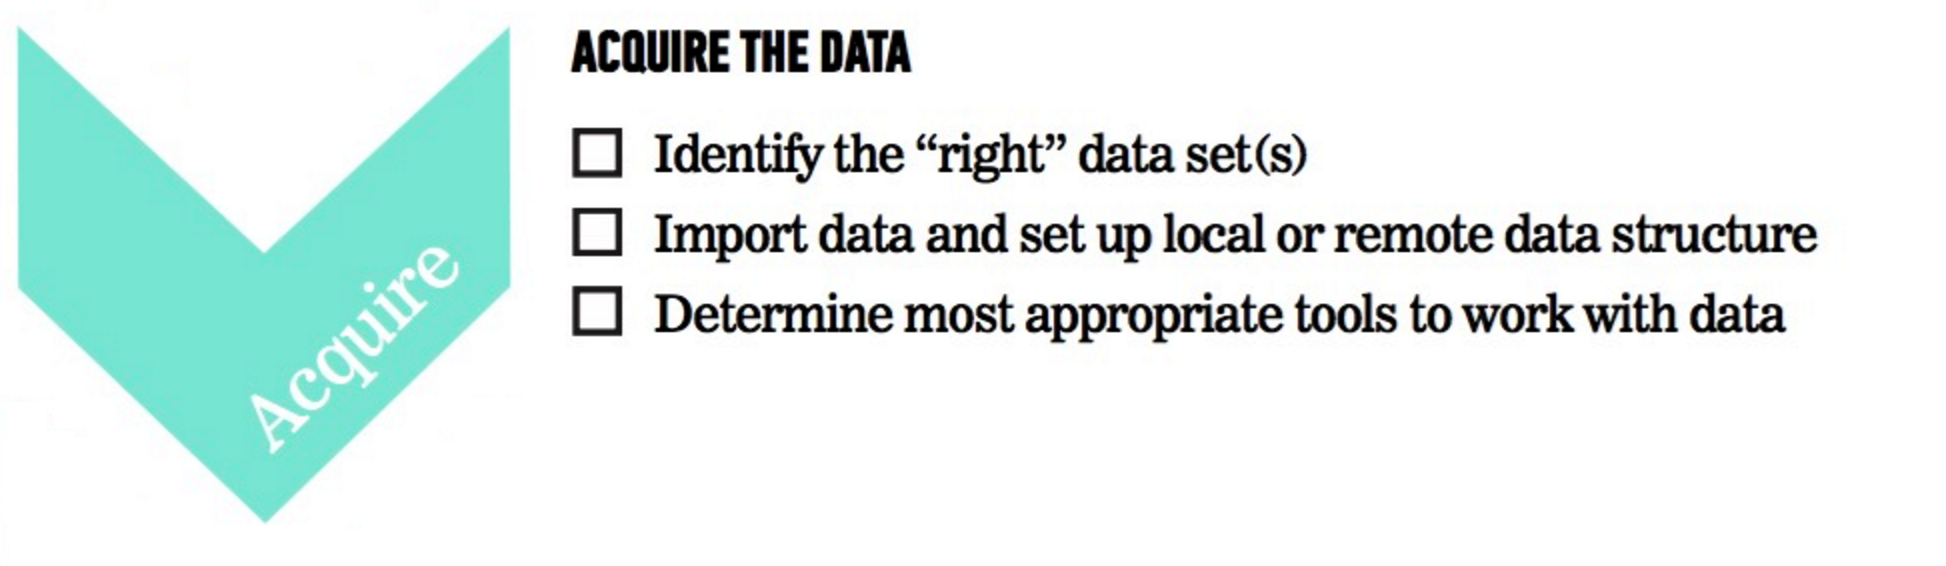 Acquire
ACQUIRE THE DATA
Identify the “right” data set(s)
Import data and set up local or remote data structure
Determine most appropriate tools to work with data